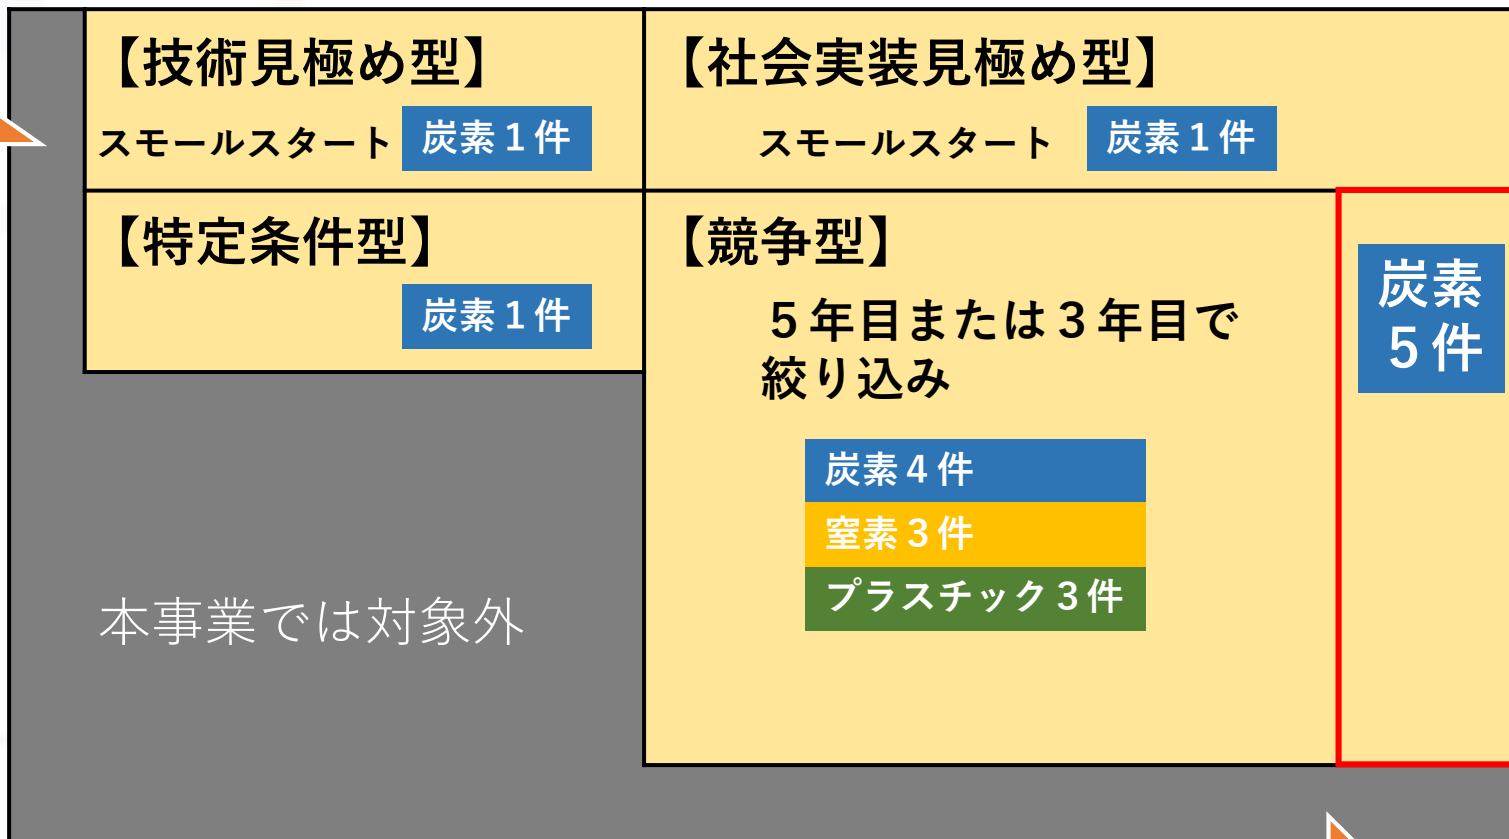 【技術見極め型】
スモールスタート
炭素１件
【社会実装見極め型】
スモールスタート
炭素１件
【特定条件型】
炭素１件
【競争型】
５年目または３年目で
絞り込み
炭素４件
窒素３件
プラスチック３件
炭素
５件
本事業では対象外